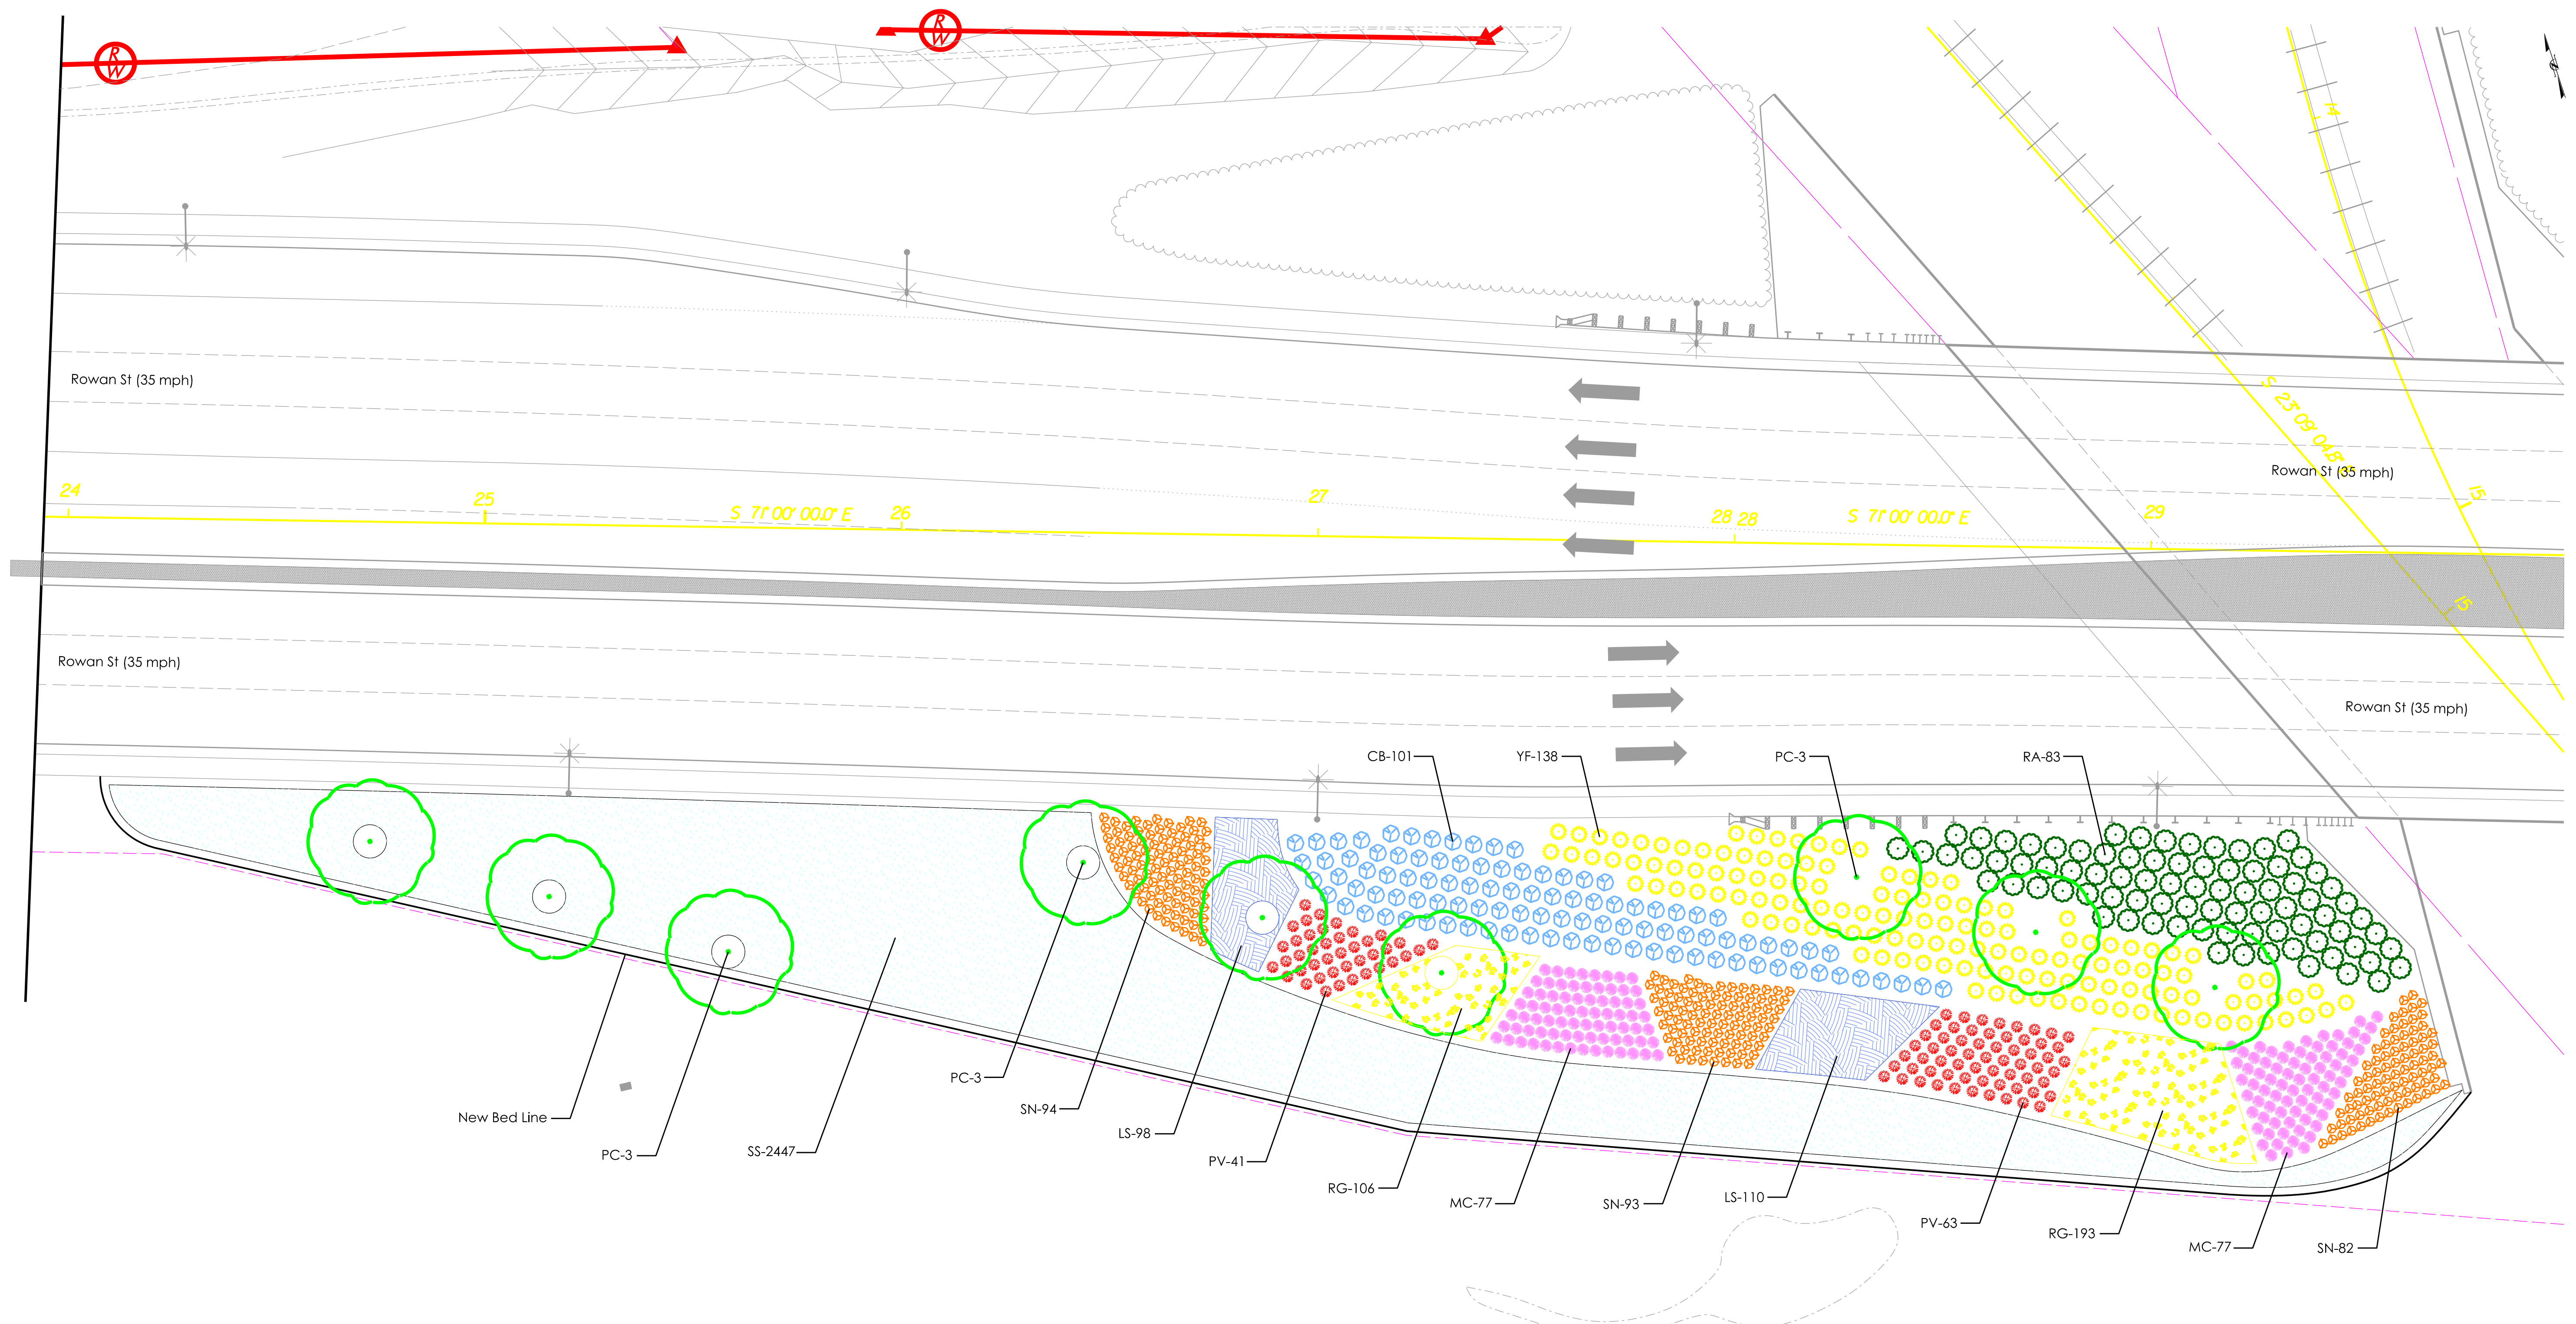 R
W
R
W
14
Rowan St (35 mph)
Rowan St (35 mph)
24
25
S 71° 00' 00.0" E
26
27
28 28
S 71° 00' 00.0" E
29
15
15
Rowan St (35 mph)
Rowan St (35 mph)
CB-101
YF-138
PC-3
RA-83
PC-3
SN-94
New Bed Line
LS-98
PC-3
SS-2447
PV-41
RG-106
MC-77
SN-93
LS-110
PV-63
RG-193
MC-77
SN-82